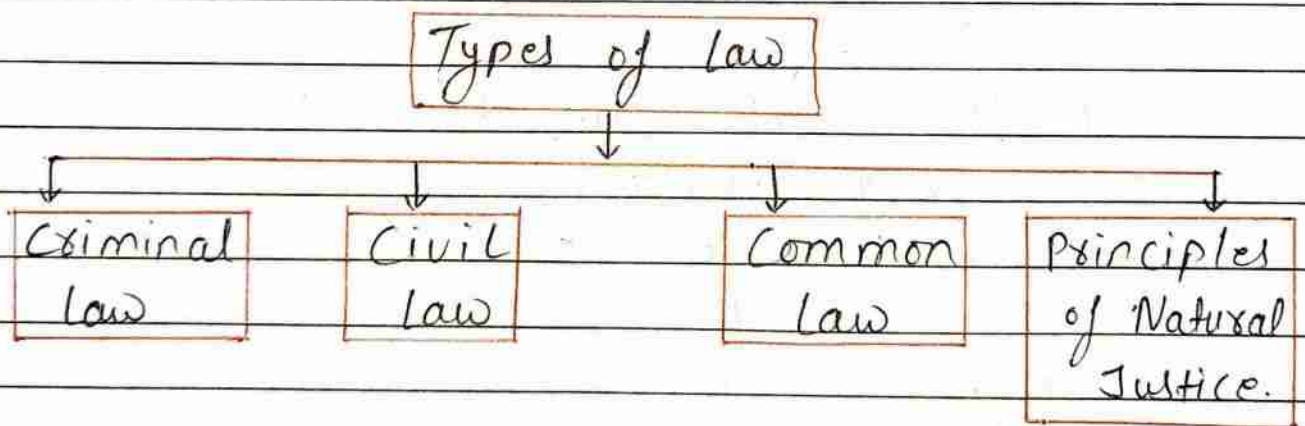 Types of Law
Criminal
Law
Civil
Law
Common
Law
Principles
of Natural
Justice.